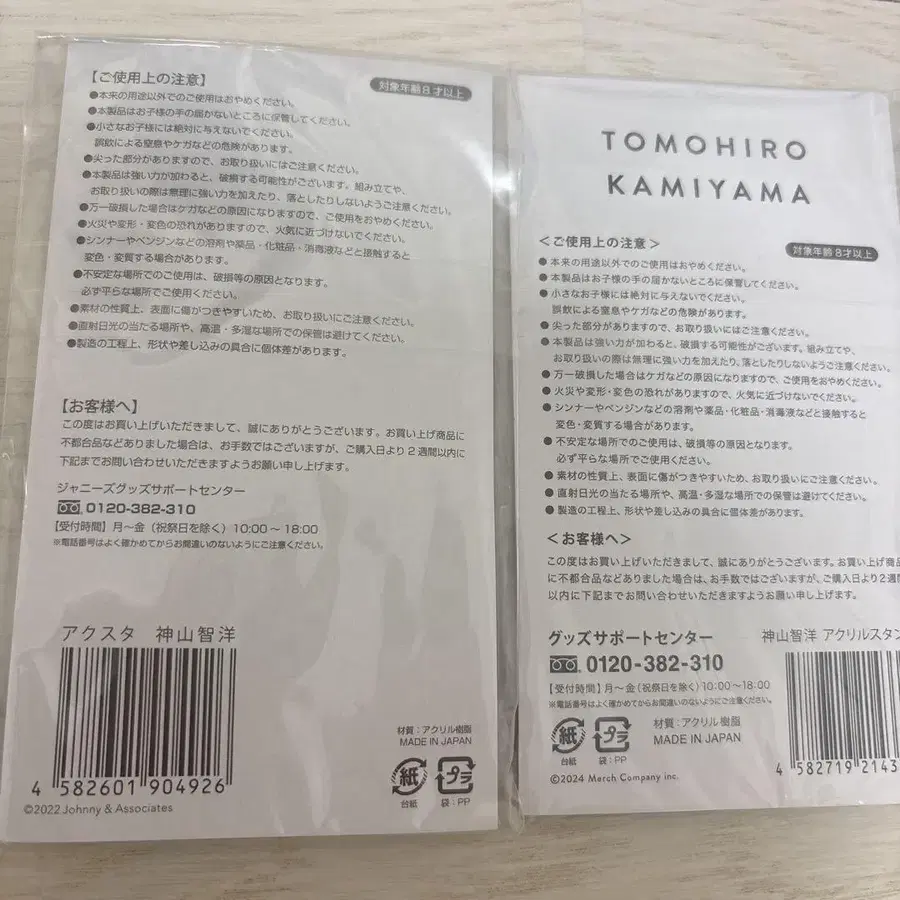 【ご使用上の注意】
対象年齢8才以上
●本来の用途以外でのご使用はおやめください。
●本製品はお子様の手の届かないところに保管してください。
●小さなお子様には絶対に与えないでください。
誤飲による窒息やケガなどの危険があります。
●尖った部分がありますので、お取り扱いにはご注意ください。
●本製品は強い力が加わると、破損する可能性がございます。組み立てや、
お取り扱いの際は無理に強い力を加えたり、落としたりしないようご注意ください。
●万一破損した場合はケガなどの原因になりますので、ご使用をおやめください。
●火災や変形・変色の恐れがありますので、火気に近づけないでください。
●シンナーやベンジンなどの溶剤や薬品・化粧品・消毒液などと接触すると
変色・変質する場合があります。
●不安定な場所でのご使用は、破損等の原因となります。
必ず平らな場所でご使用ください。
●素材の性質上、表面に傷がつきやすいため、お取り扱いにご注意ください。
●直射日光の当たる場所や、高温・多湿な場所での保管は避けてください。
●製造の工程上、形状や差し込みの具合に個体差があります。
【お客様へ】
この度はお買い上げいただきまして、誠にありがとうございます。お買い上げ商品に
不都合品などありました場合は、お手数ではございますが、ご購入日より2週間以内に
下記までお問い合わせいただきますようお願い申し上げます。
ジャニーズグッズサポートセンター
0120-382-310
【受付時間】月～金（祝祭日を除く）10:00～18:00
※電話番号はよく確かめてからお間違いのないようにご注意ください。
アクスタ 神山智洋
4 582601 904926
©2022 Johnny & Associates
材質：アクリル樹脂
MADE IN JAPAN
紙
プラ
台紙
袋：PP
TOMOHIRO
KAMIYAMA
＜ご使用上の注意＞
対象年齢8才以上
● 本来の用途以外でのご使用はおやめください。
● 本製品はお子様の手の届かないところに保管してください。
● 小さなお子様には絶対に与えないでください。
誤飲による窒息やケガなどの危険があります。
● 尖った部分がありますので、お取り扱いにはご注意ください。
● 本製品は強い力が加わると、破損する可能性がございます。組み立てや、
お取り扱いの際は無理に強い力を加えたり、落としたりしないようご注意ください。
● 万一破損した場合はケガなどの原因になりますので、ご使用をおやめください。
● 火災や変形・変色の恐れがありますので、火気に近づけないでください。
● シンナーやベンジンなどの溶剤や薬品・化粧品・消毒液などと接触すると
変色・変質する場合があります。
● 不安定な場所でのご使用は、破損等の原因となります。
必ず平らな場所でご使用ください。
● 素材の性質上、表面に傷がつきやすいため、お取り扱いにご注意ください。
● 直射日光の当たる場所や、高温・多湿な場所での保管は避けてください。
● 製造の工程上、形状や差し込みの具合に個体差があります。
＜お客様へ＞
この度はお買い上げいただきまして、誠にありがとうございます。お買い上げ商品
に不都合品などありました場合は、お手数ではございますが、ご購入日より2週間
以内に下記までお問い合わせいただきますようお願い申し上げます。
グッズサポートセンター
0120-382-310
【受付時間】月～金（祝祭日を除く）10:00～18:00
※電話番号はよく確かめてからお間違いのないようにご注意ください。
神山智洋 アクリルスタン
紙
プラ
台紙
袋：PP
材質：アクリル樹脂
MADE IN JAPAN
©2024 Merch Company inc.
4 582719 2143